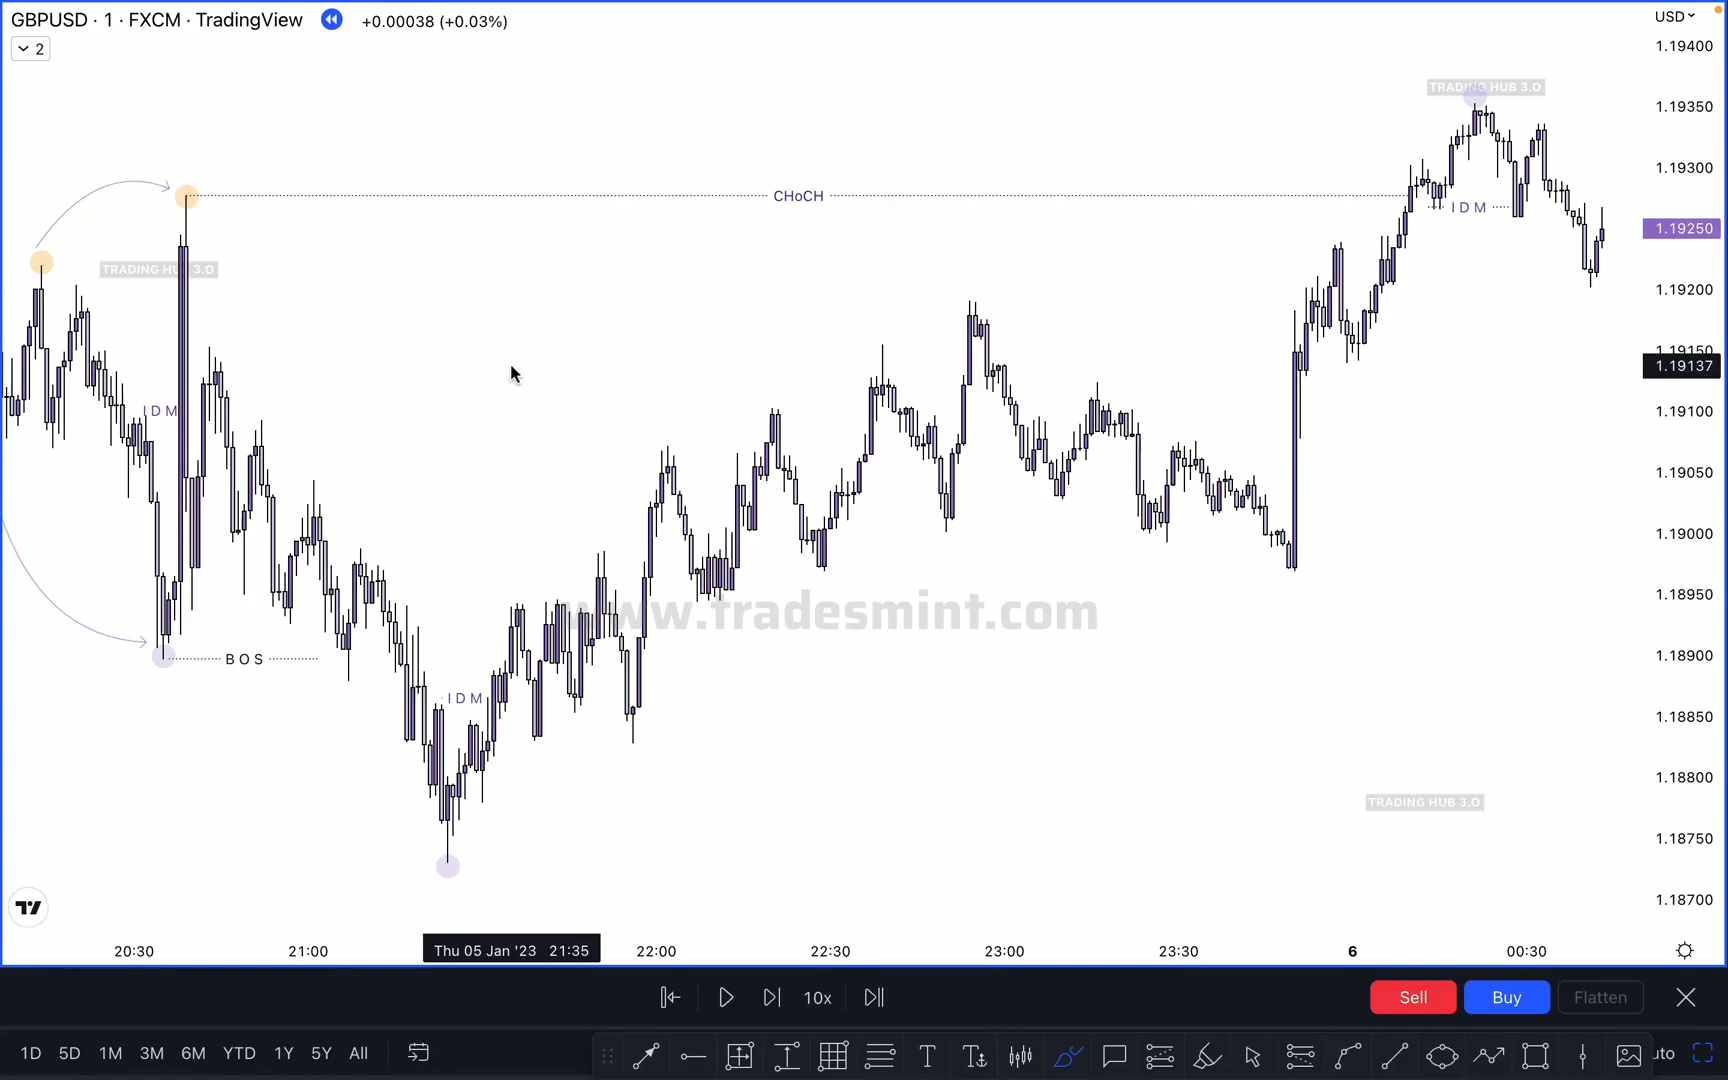 GBPUSD · 1 · FXCM · TradingView +0.00038 (+0.03%)
2
USD
1.19400
1.19350
1.19300
1.19250
1.19200
1.19150
1.19137
1.19100
1.19050
1.19000
1.18950
1.18900
1.18850
1.18800
1.18750
1.18700
TRADING HUB 3.0
CHoCH
IDM
TRADING HUB 3.0
IDM
www.tradesmint.com
BOS
IDM
TRADING HUB 3.0
20:30 21:00 Thu 05 Jan '23 21:35 22:00 22:30 23:00 23:30 6 00:30
10x Sell Buy Flatten
1D 5D 1M 3M 6M YTD 1Y 5Y All